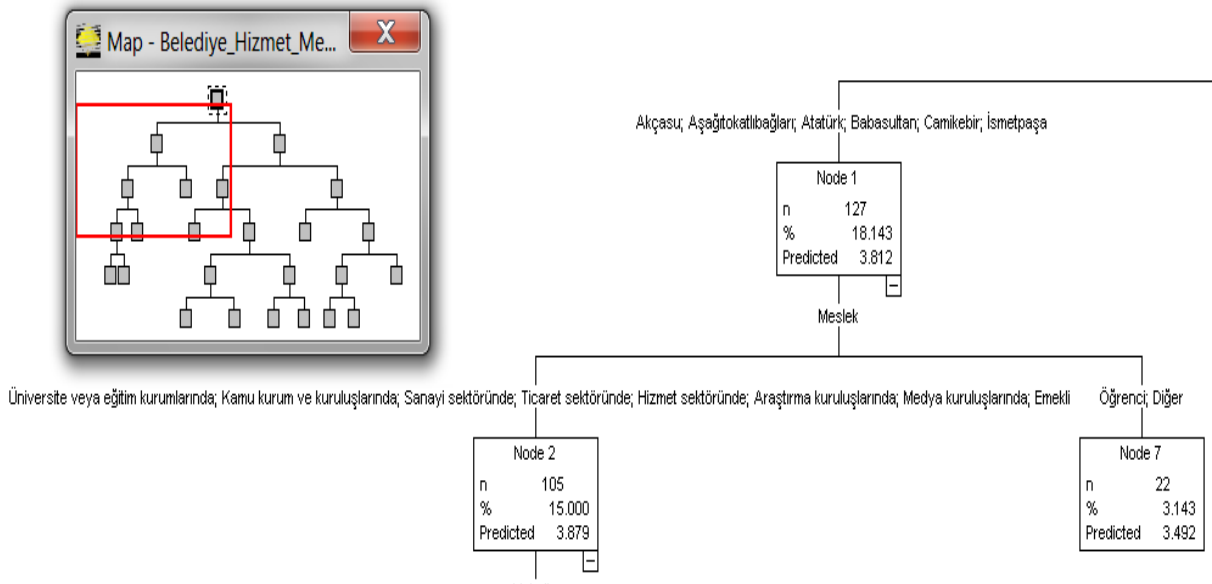 Map - Belediye_Hizmet_Me...
X
Akçasu; Aşağıtokatlıbağları; Atatürk; Babasultan; Camikebir; İsmetpaşa
Node 1
n 127
% 18.143
Predicted 3.812
Meslek
Üniversite veya eğitim kurumlarında; Kamu kurum ve kuruluşlarında; Sanayi sektöründe; Ticaret sektöründe; Hizmet sektöründe; Araştırma kuruluşlarında; Medya kuruluşlarında; Emekli
Öğrenci; Diğer
Node 2
n 105
% 15.000
Predicted 3.879
Node 7
n 22
% 3.143
Predicted 3.492